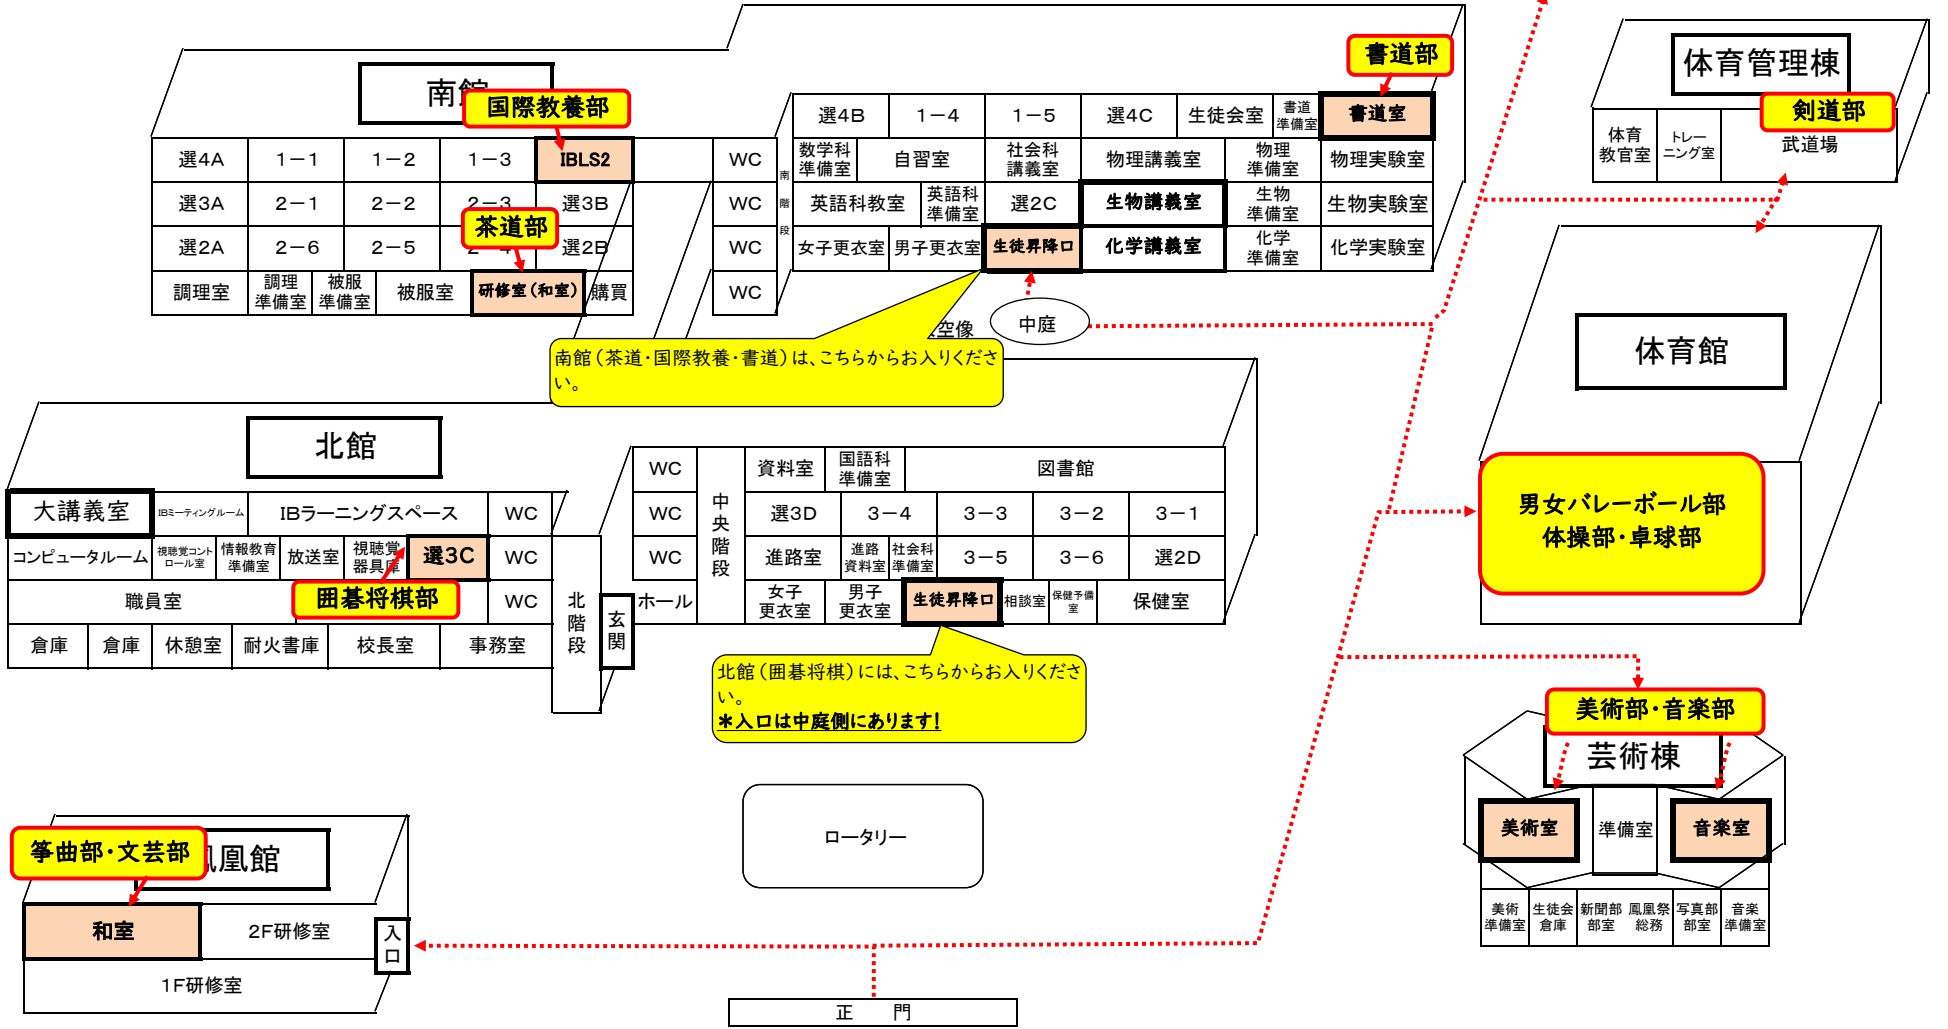 南館
国際教養部
書道部
体育管理棟
剣道部
選4B
1－4
1－5
選4C
生徒会室
書道
準備室
書道室
体育
教官室
トレー
ニング室
武道場
選4A
1－1
1－2
1－3
IBLS2
WC
数学科
準備室
自習室
社会科
講義室
物理講義室
物理
準備室
物理実験室
選3A
2－1
2－2
2－3
選3B
WC
英語科教室
英語科
準備室
選2C
生物講義室
生物
準備室
生物実験室
南
階
段
茶道部
選2A
2－6
2－5
選2B
WC
女子更衣室
男子更衣室
生徒昇降口
化学講義室
化学
準備室
化学実験室
調理室
調理
準備室
被服
準備室
被服室
研修室(和室)
購買
WC
空像
中庭
南館(茶道・国際教養・書道)は、こちらからお入りくださ
い。
体育館
男女バレーボール部
体操部・卓球部
北館
WC
中
央
階
段
資料室
国語科
準備室
図書館
大講義室
IBミーティングルーム
IBラーニングスペース
WC
WC
選3D
3－4
3－3
3－2
3－1
コンピュータルーム
視聴覚コント
ロール室
情報教育
準備室
放送室
視聴覚
器具庫
選3C
WC
WC
進路室
進路
資料室
社会科
準備室
3－5
3－6
選2D
囲碁将棋部
職員室
WC
北
階
段
玄
関
ホール
女子
更衣室
男子
更衣室
生徒昇降口
相談室
保健予備
室
保健室
倉庫
倉庫
休憩室
耐火書庫
校長室
事務室
北館(囲碁将棋)には、こちらからお入りくださ
い。
＊入口は中庭側にあります!
美術部・音楽部
芸術棟
美術室
準備室
音楽室
美術
準備室
生徒会
倉庫
新聞部
部室
鳳凰祭
総務
写真部
部室
音楽
準備室
ロータリー
箏曲部・文芸部
凰館
和室
2F研修室
入
口
1F研修室
正　門